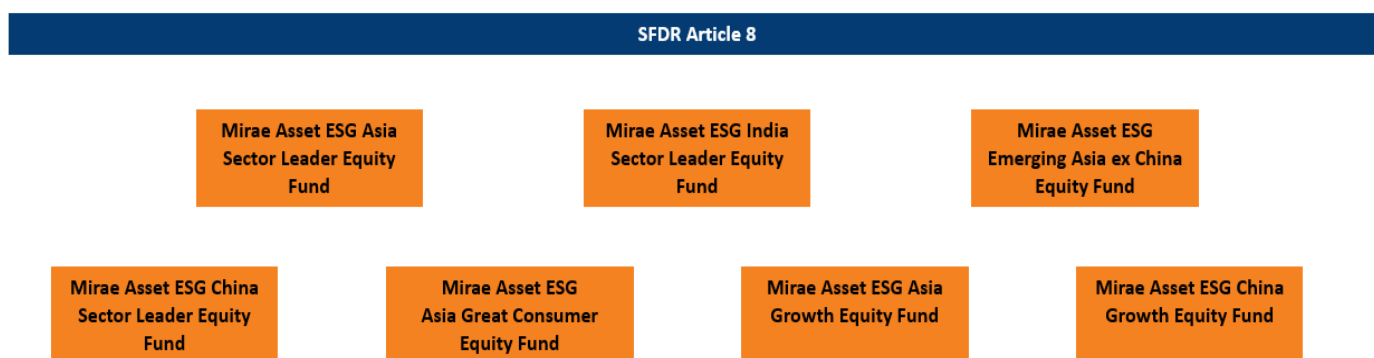 SFDR Article 8
Mirae Asset ESG Asia
Sector Leader Equity
Fund
Mirae Asset ESG India
Sector Leader Equity
Fund
Mirae Asset ESG
Emerging Asia ex China
Equity Fund
Mirae Asset ESG China
Sector Leader Equity
Fund
Mirae Asset ESG
Asia Great Consumer
Equity Fund
Mirae Asset ESG Asia
Growth Equity Fund
Mirae Asset ESG China
Growth Equity Fund